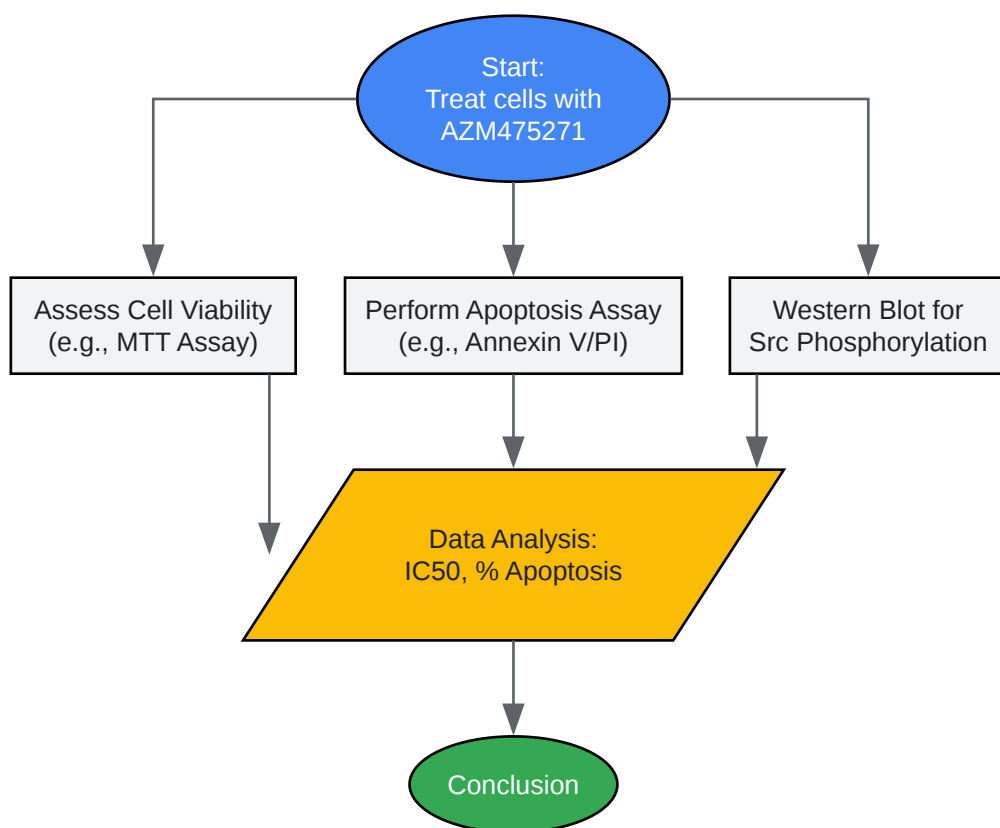 Start:
Treat cells with
AZM475271
Assess Cell Viability
(e.g., MTT Assay)
Perform Apoptosis Assay
(e.g., Annexin V/PI)
Western Blot for
Src Phosphorylation
Data Analysis:
IC50, % Apoptosis
Conclusion